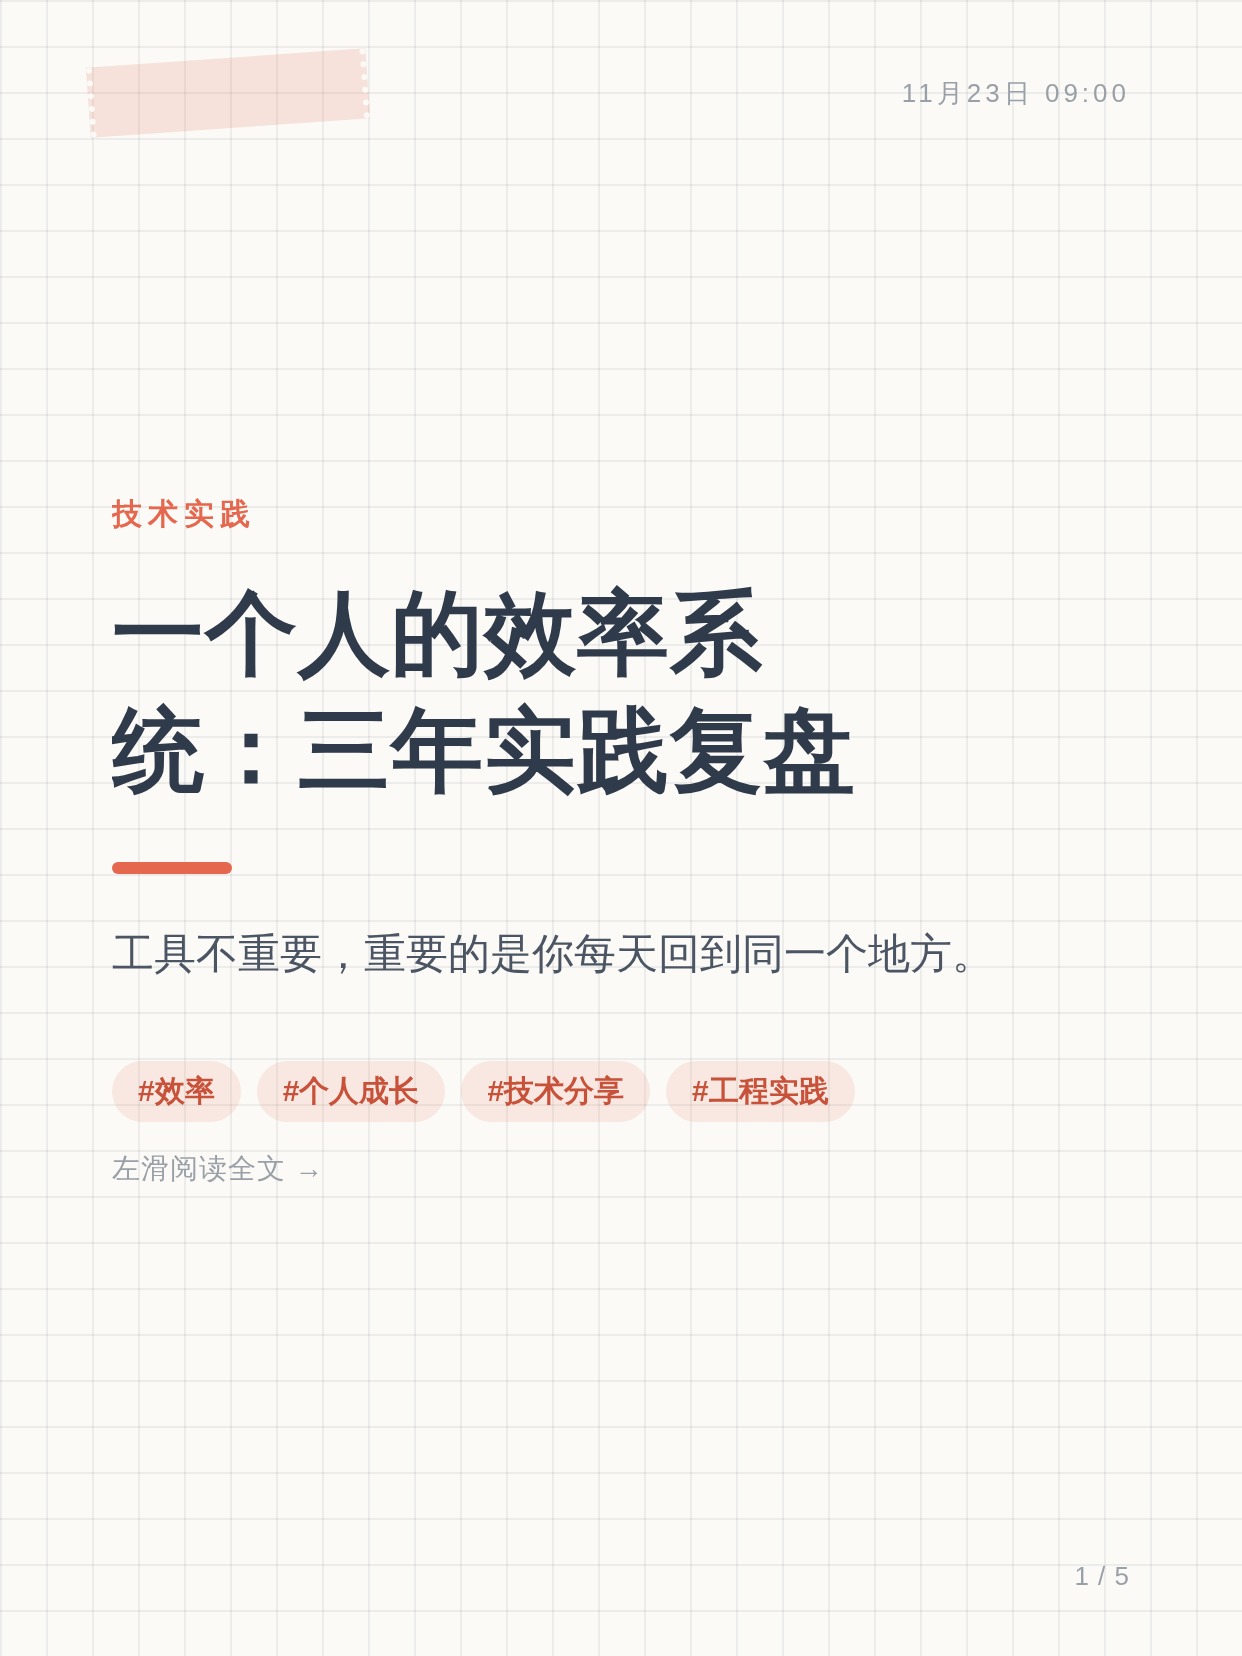 11月23日 09:00
技术实践
一个人的效率系
统：三年实践复盘
工具不重要，重要的是你每天回到同一个地方。
#效率 #个人成长 #技术分享 #工程实践
左滑阅读全文 →
1 / 5